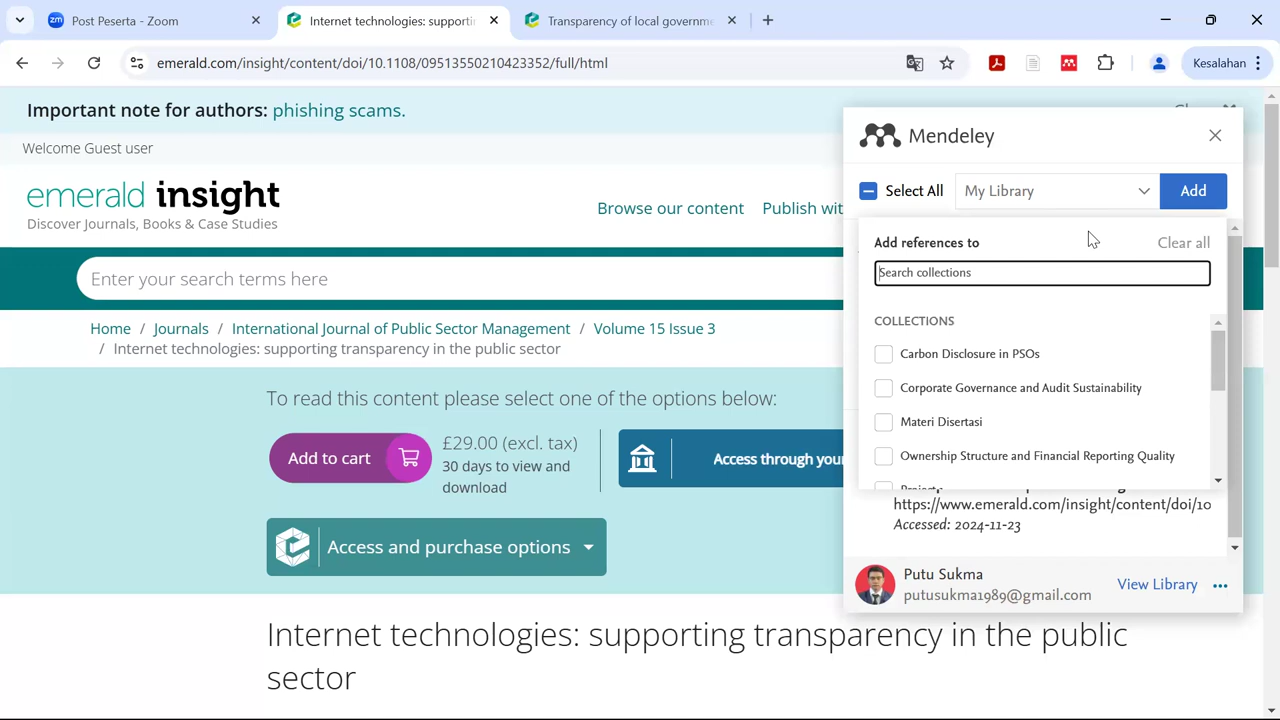 Post Peserta - Zoom
Internet technologies: supporti
Transparency of local governme
emerald.com/insight/content/doi/10.1108/09513550210423352/full/html
Kesalahan
Important note for authors: phishing scams.
Welcome Guest user
emerald insight
Discover Journals, Books & Case Studies
Browse our content
Publish wit
Enter your search terms here
Home / Journals / International Journal of Public Sector Management / Volume 15 Issue 3
/ Internet technologies: supporting transparency in the public sector
To read this content please select one of the options below:
Add to cart
£29.00 (excl. tax)
30 days to view and
download
Access through your
Access and purchase options
Internet technologies: supporting transparency in the public
sector
Mendeley
Select All
My Library
Add
Add references to
Clear all
Search collections
COLLECTIONS
Carbon Disclosure in PSOs
Corporate Governance and Audit Sustainability
Materi Disertasi
Ownership Structure and Financial Reporting Quality
https://www.emerald.com/insight/content/doi/10
Accessed: 2024-11-23
Putu Sukma
putusukma1989@gmail.com
View Library